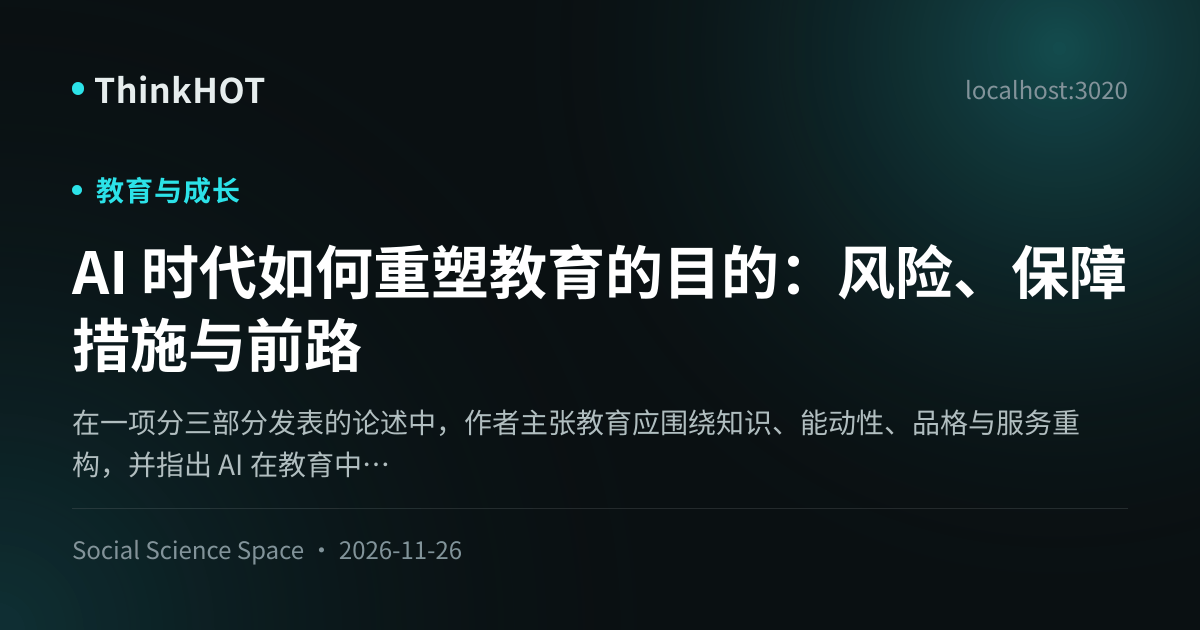 ThinkHOT
localhost:3020
教育与成长
AI 时代如何重塑教育的目的：风险、保障
措施与前路
在一项分三部分发表的论述中，作者主张教育应围绕知识、能动性、品格与服务重
构，并指出 AI 在教育中…
Social Science Space · 2026-11-26